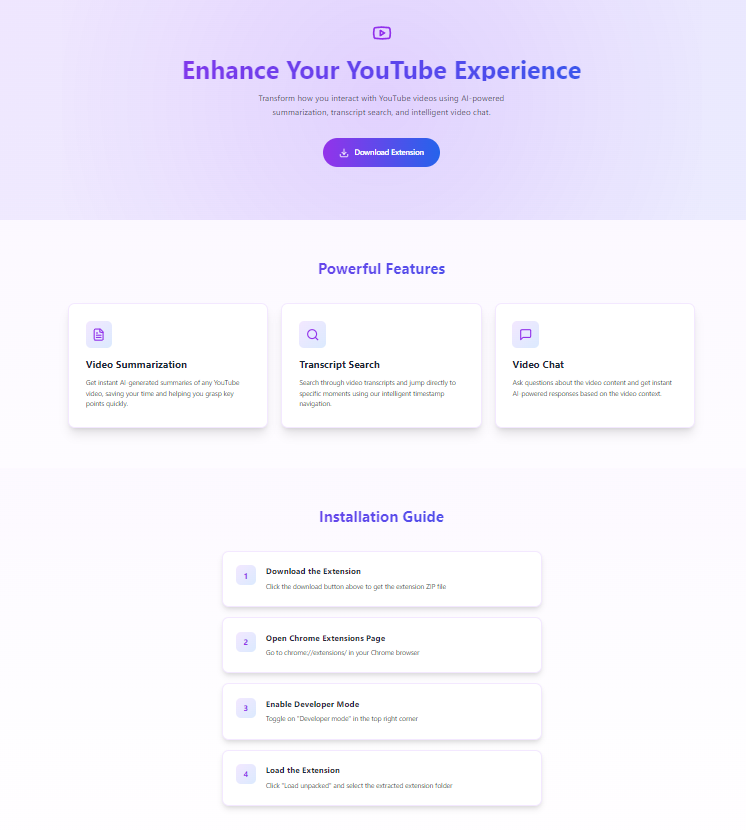 Enhance Your YouTube Experience
Transform how you interact with YouTube videos using AI-powered
summarization, transcript search, and intelligent video chat.
Download Extension
Powerful Features
Video Summarization
Get instant AI-generated summaries of any YouTube
video, saving your time and helping you grasp key
points quickly.
Transcript Search
Search through video transcripts and jump directly to
specific moments using our intelligent timestamp
navigation.
Video Chat
Ask questions about the video content and get instant
AI-powered responses based on the video context.
Installation Guide
1
Download the Extension
Click the download button above to get the extension ZIP file
2
Open Chrome Extensions Page
Go to chrome://extensions/ in your Chrome browser
3
Enable Developer Mode
Toggle on "Developer mode" in the top right corner
4
Load the Extension
Click "Load unpacked" and select the extracted extension folder